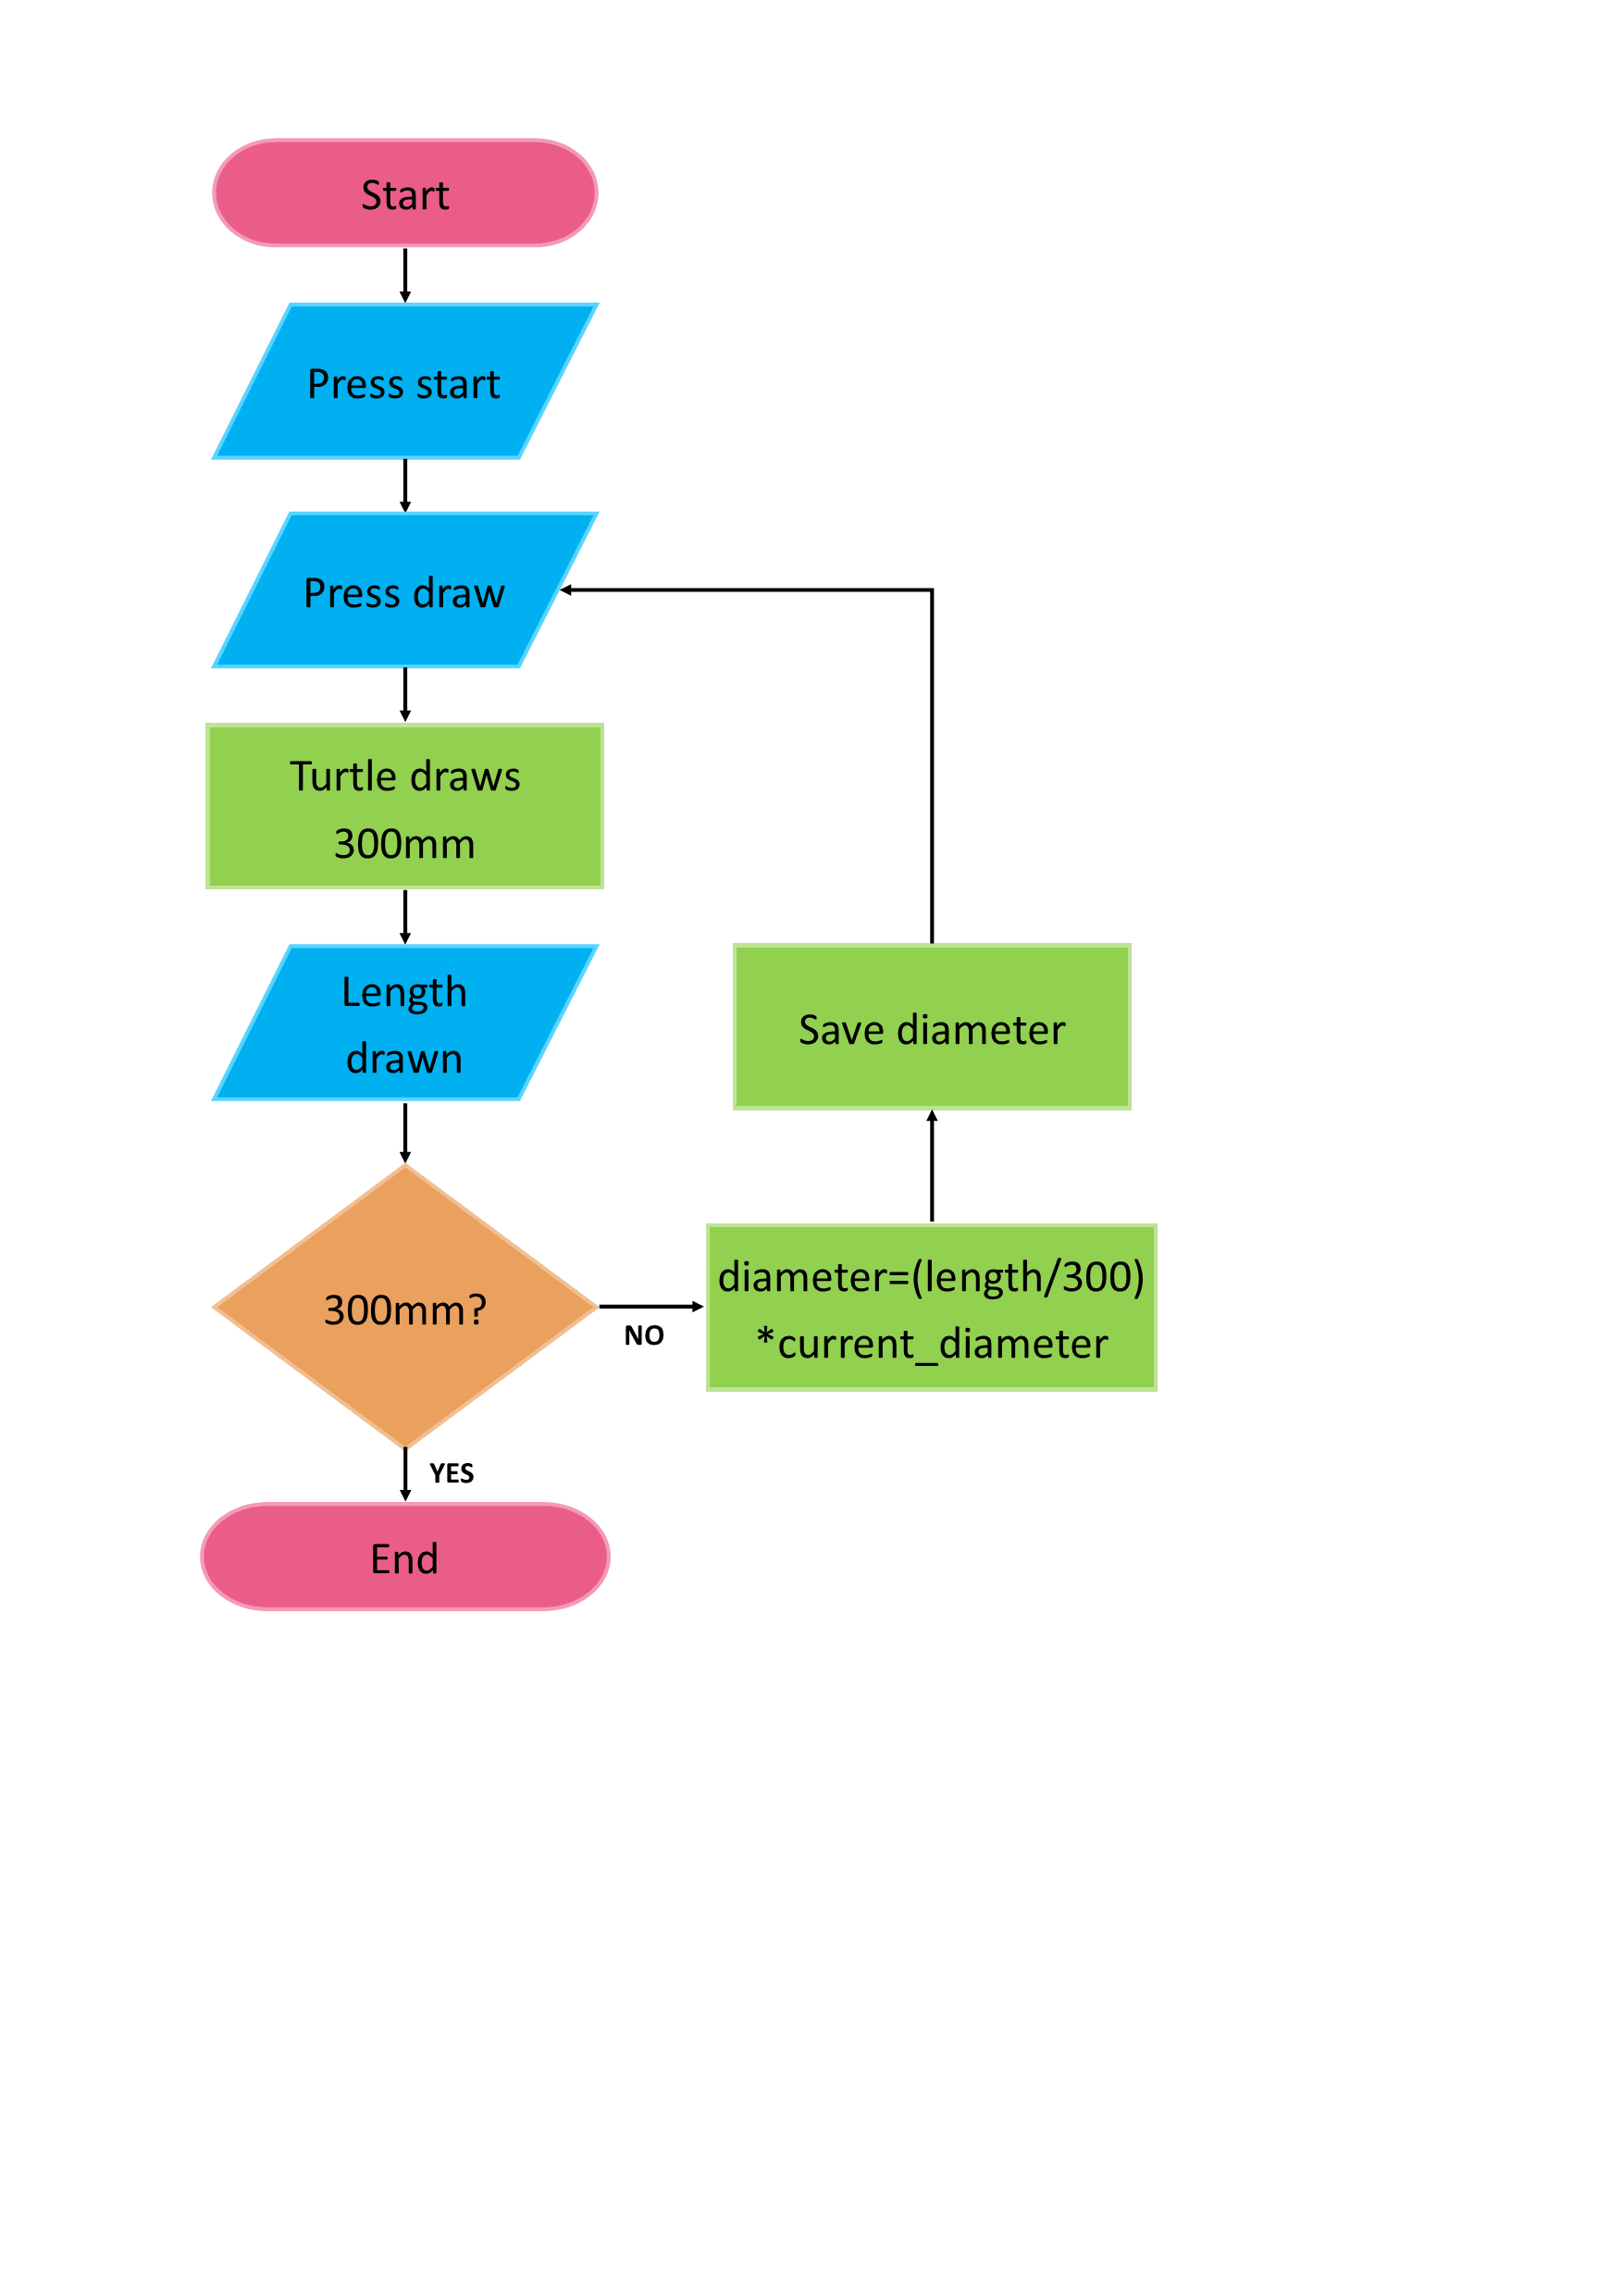 Start
Press start
Press draw
Turtle draws
300mm
Length
drawn
Save diameter
300mm?
NO
diameter=(length/300)
*current_diameter
YES
End